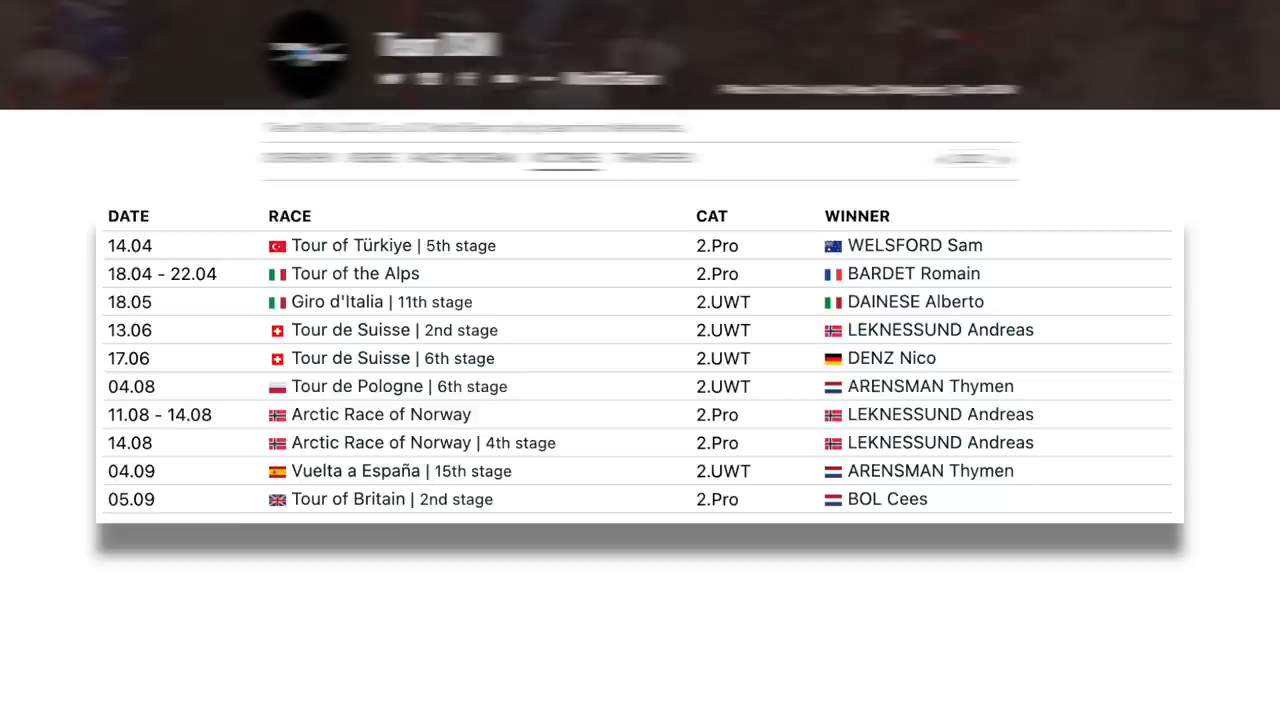 DATE RACE CAT WINNER
14.04 Tour of Türkiye | 5th stage 2.Pro WELSFORD Sam
18.04 - 22.04 Tour of the Alps 2.Pro BARDET Romain
18.05 Giro d'Italia | 11th stage 2.UWT DAINESE Alberto
13.06 Tour de Suisse | 2nd stage 2.UWT LEKNESSUND Andreas
17.06 Tour de Suisse | 6th stage 2.UWT DENZ Nico
04.08 Tour de Pologne | 6th stage 2.UWT ARENSMAN Thymen
11.08 - 14.08 Arctic Race of Norway 2.Pro LEKNESSUND Andreas
14.08 Arctic Race of Norway | 4th stage 2.Pro LEKNESSUND Andreas
04.09 Vuelta a España | 15th stage 2.UWT ARENSMAN Thymen
05.09 Tour of Britain | 2nd stage 2.Pro BOL Cees